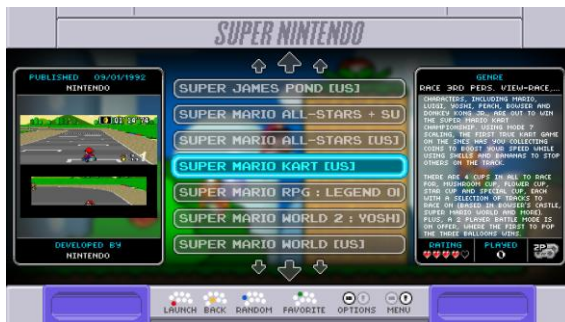 SUPER NINTENDO
PUBLISHED 09/01/1992
NINTENDO
01'04"74
DEVELOPED BY
NINTENDO
SUPER JAMES POND [US]
SUPER MARIO ALL-STARS + SU
SUPER MARIO ALL-STARS [US]
SUPER MARIO KART [US]
SUPER MARIO RPG : LEGEND OF
SUPER MARIO WORLD 2 : YOSHI
SUPER MARIO WORLD [US]
GENRE
RACE 3RD PERS. VIEW-RACE,...
CHARACTERS, INCLUDING MARIO,
LUIGI, YOSHI, PEACH, BOWSER AND
DONKEY KONG JR., ARE OUT TO WIN
THE SUPER MARIO KART
CHAMPIONSHIP. USING MODE 7
SCALING, THE FIRST TRUE KART GAME
ON THE SNES HAS YOU COLLECTING
COINS TO BOOST YOUR SPEED WHILE
USING SHELLS AND BANANAS TO STOP
OTHERS ON THE TRACK.
THERE ARE 4 CUPS IN ALL TO RACE
FOR, MUSHROOM CUP, FLOWER CUP,
STAR CUP AND SPECIAL CUP, EACH
WITH A SELECTION OF TRACKS TO
RACE ON (BASED IN BOWSER'S CASTLE,
SUPER MARIO WORLD AND MORE).
PLUS, A 2 PLAYER BATTLE MODE IS
ON OFFER, WHERE THE FIRST TO POP
THE THREE BALLOONS WINS.
RATING
PLAYED
0
2P
LAUNCH BACK RANDOM FAVORITE OPTIONS MENU